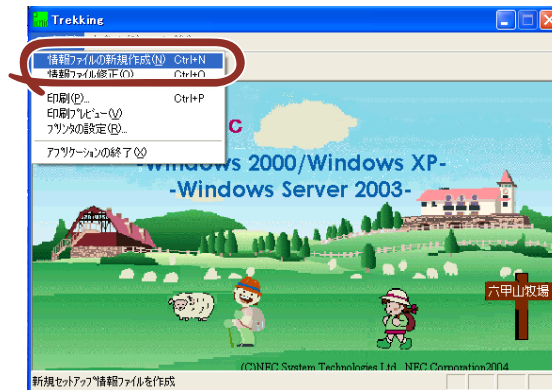 Trekking
情報ファイルの新規作成(N) Ctrl+N
情報ファイル修正(O) Ctrl+O
印刷(P)... Ctrl+P
印刷プレビュー(V)
プリンタの設定(R)...
アプリケーションの終了(X)
C
-Windows 2000/Windows XP-
-Windows Server 2003-
六甲山牧場
(C)NEC System Technologies Ltd., NEC Corporation2004
新規セットアップ情報ファイルを作成